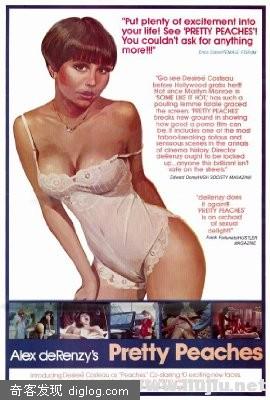 "Put plenty of excitement into
your life! See 'PRETTY PEACHES'!
You couldn't ask for anything
more!!!"
"Go see Desireé Cousteau
before Hollywood grabs her!!!
Not since Marilyn Monroe in
'SOME LIKE IT HOT,' has such a
pouting femme fatale graced
the screen. 'PRETTY PEACHES'
breaks new ground in showing
how good a porno film can
be. It includes one of the most
taboo-breaking riotous and
sensuous scenes in the annals
of cinema history. Director
deRenzy ought to be locked
up...anyone this brilliant isn't
safe on the streets."
HIGH SOCIETY MAGAZINE
"deRenzy does
it again!!!
'PRETTY PEACHES'
is an orchard
of sexual
delight!"
HUSTLER
MAGAZINE
Alex deRenzy's Pretty Peaches
Introducing as "Peaches." Co-starring 10 exciting new faces.
奇客发现 diglog.com